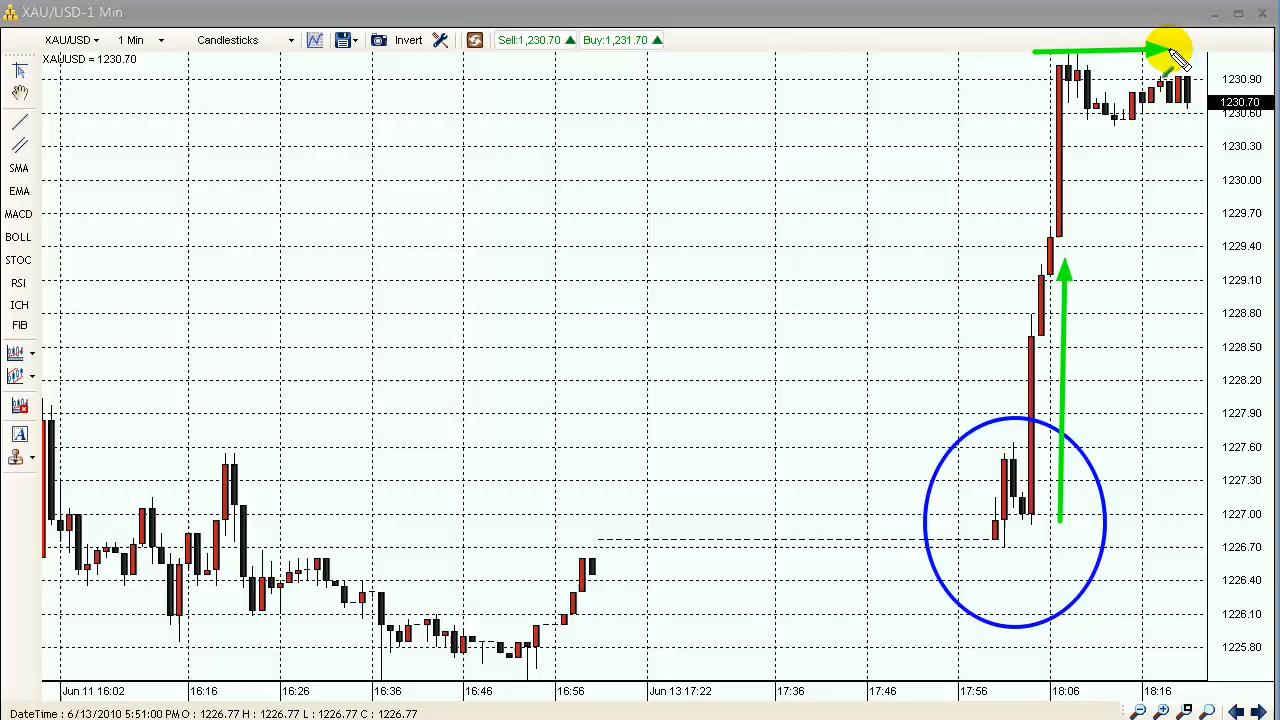 XAU/USD-1 Min
XAU/USD 1 Min Candlesticks Invert Sell:1,230.70 Buy:1,231.70
XAUUSD = 1230.70
1230.90
1230.70
1230.60
1230.30
1230.00
1229.70
1229.40
1229.10
1228.80
1228.50
1228.20
1227.90
1227.60
1227.30
1227.00
1226.70
1226.40
1226.10
1225.80
SMA
EMA
MACD
BOLL
STOC
RSI
ICH
FIB
A
Jun 11 16:02 16:16 16:26 16:36 16:46 16:56 Jun 13 17:22 17:36 17:46 17:56 18:06 18:16
DateTime : 6/13/2010 5:51:00 PM O : 1226.77 H : 1226.77 L : 1226.77 C : 1226.77